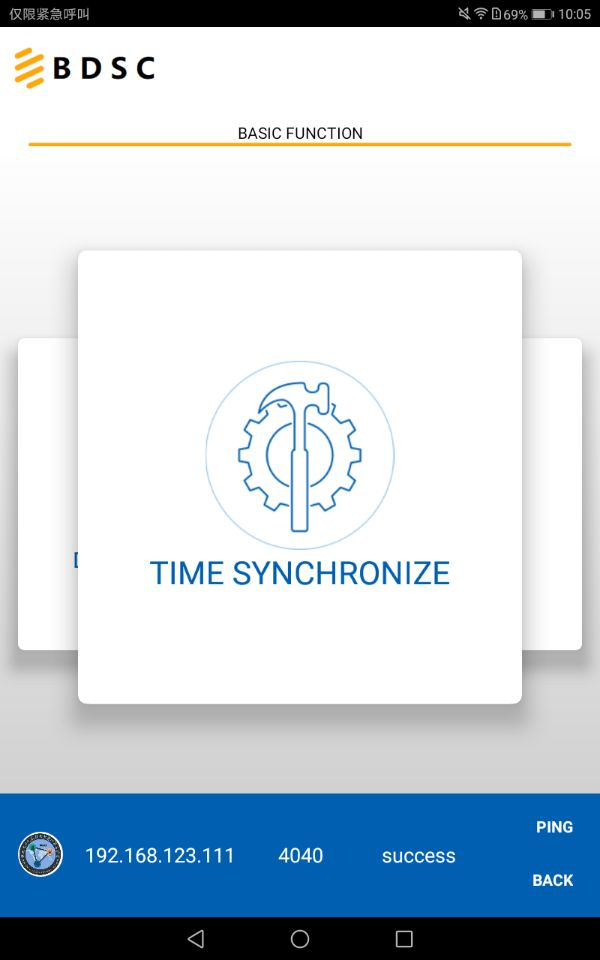 仅限紧急呼叫
69%
10:05
BDSC
BASIC FUNCTION
TIME SYNCHRONIZE
192.168.123.111
4040
success
PING
BACK